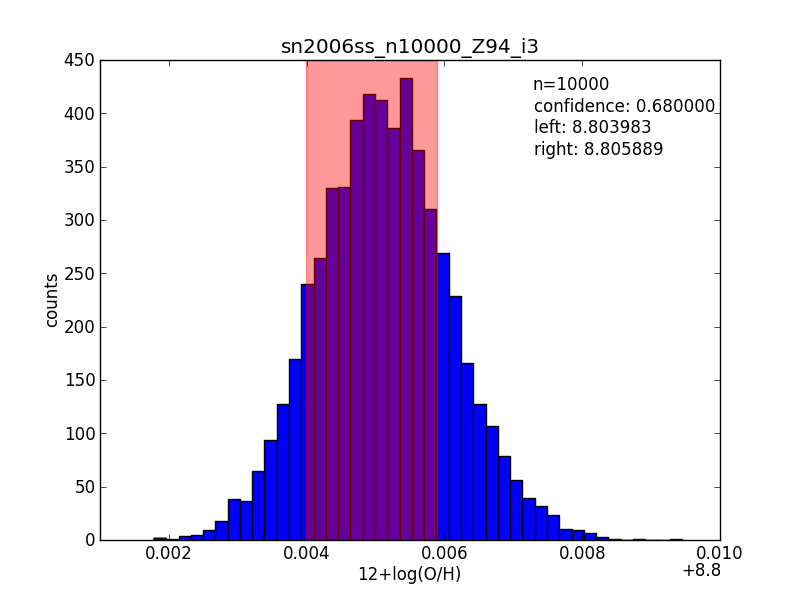 sn2006ss_n10000_Z94_i3
n=10000
confidence: 0.680000
left: 8.803983
right: 8.805889
counts
450
400
350
300
250
200
150
100
50
0
0.002 0.004 0.006 0.008 0.010
+8.8
12+log(O/H)